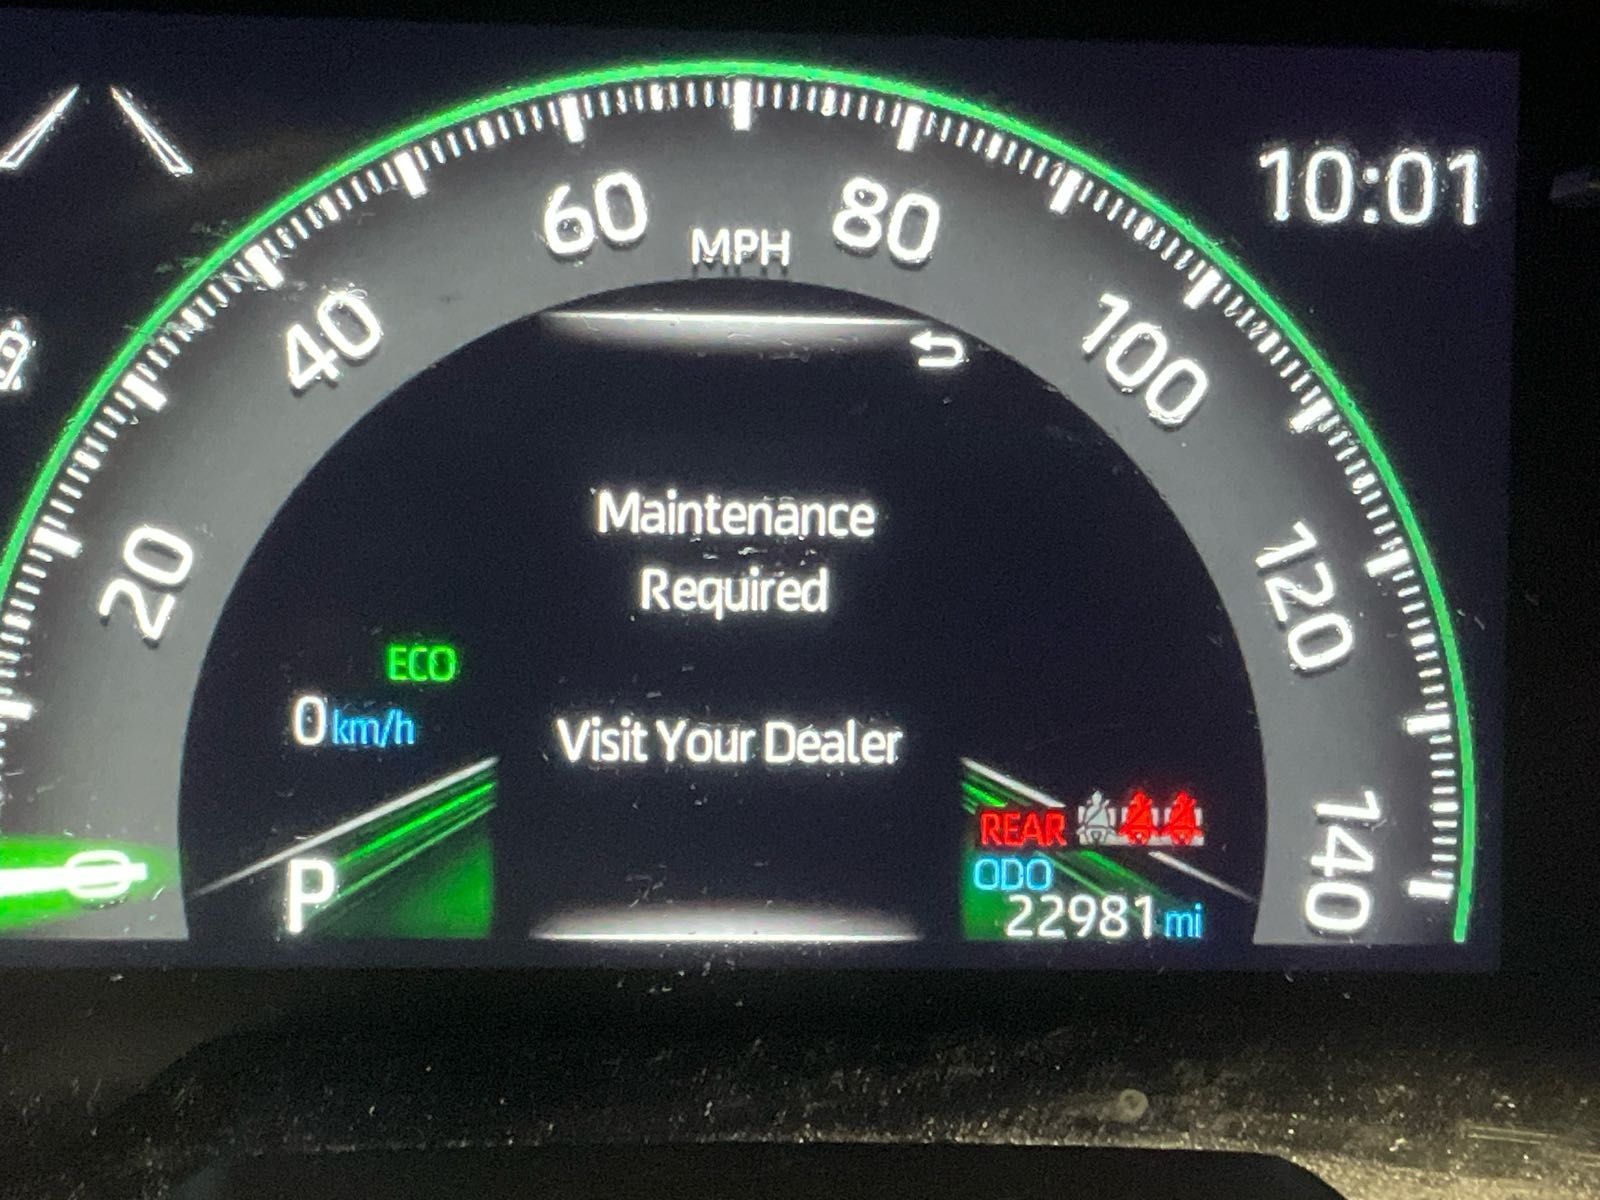 10:01
60
80
MPH
40
100
20
120
140
0
Maintenance
Required
Visit Your Dealer
ECO
0 km/h
P
REAR
ODO
22981 mi